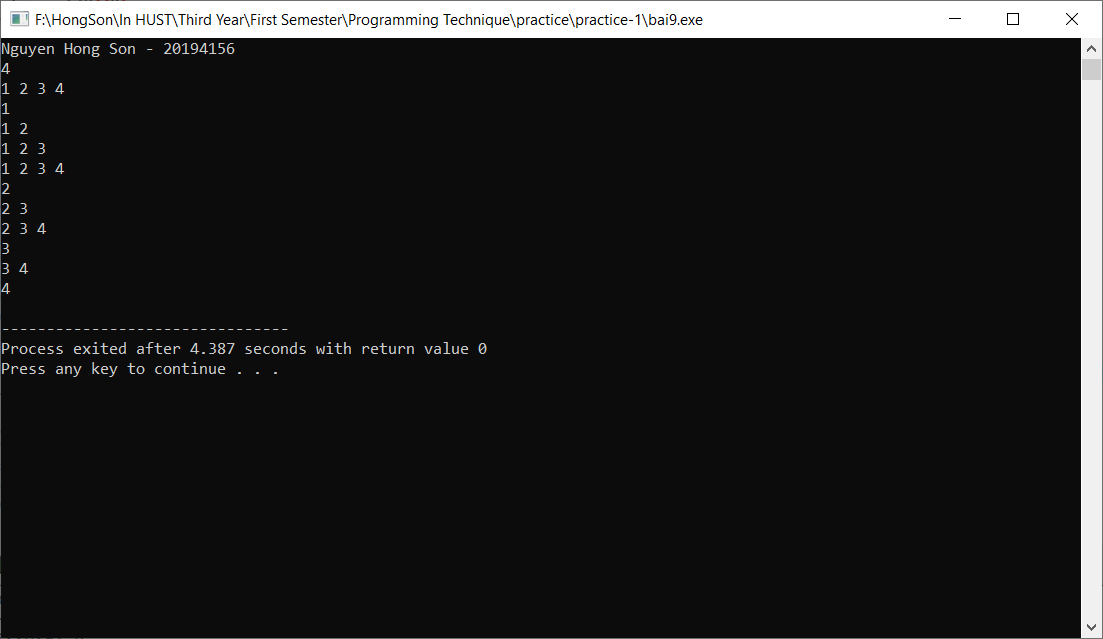 F:\HongSon\In HUST\Third Year\First Semester\Programming Technique\practice\practice-1\bai9.exe
Nguyen Hong Son - 20194156
4
1 2 3 4
1
1 2
1 2 3
1 2 3 4
2
2 3
2 3 4
3
3 4
4
--------------------------------
Process exited after 4.387 seconds with return value 0
Press any key to continue . . .